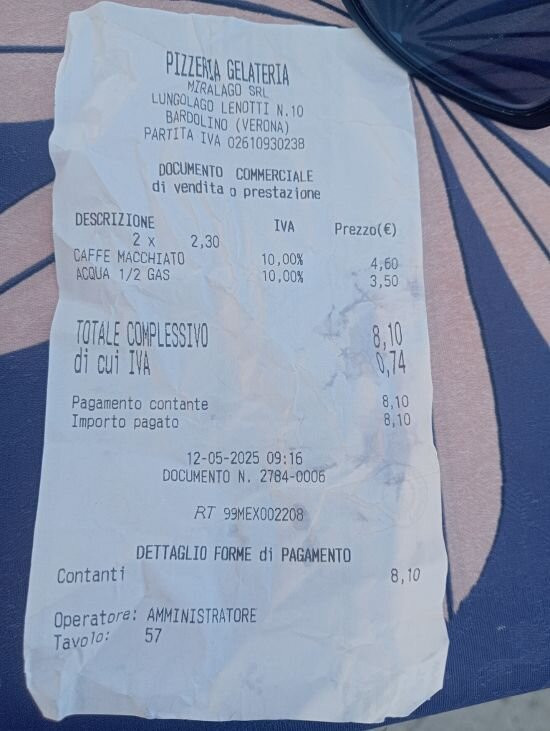 PIZZERIA GELATERIA
MIRALAGO SRL
LUNGOLAGO LENOTTI N.10
BARDOLINO (VERONA)
PARTITA IVA 02610930238
DOCUMENTO COMMERCIALE
di vendita o prestazione
DESCRIZIONE IVA Prezzo(€)
2 x 2,30
CAFFE MACCHIATO 10,00% 4,60
ACQUA 1/2 GAS 10,00% 3,50
TOTALE COMPLESSIVO 8,10
di cui IVA 0,74
Pagamento contante 8,10
Importo pagato 8,10
12-05-2025 09:16
DOCUMENTO N. 2784-0006
RT 99MEX002208
DETTAGLIO FORME di PAGAMENTO
Contanti 8,10
Operatore: AMMINISTRATORE
Tavolo: 57